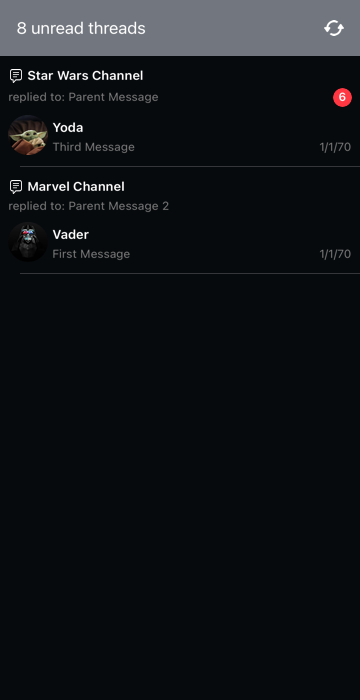 8 unread threads
Star Wars Channel
replied to: Parent Message
6
Yoda
Third Message
1/1/70
Marvel Channel
replied to: Parent Message 2
Vader
First Message
1/1/70